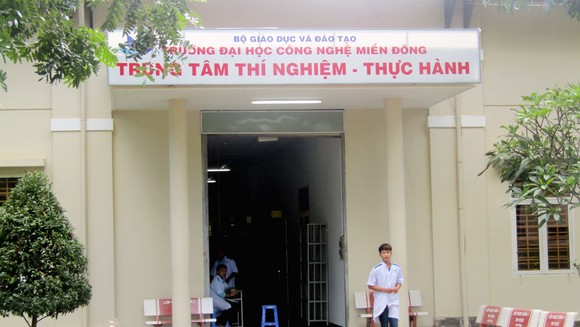 BỘ GIÁO DỤC VÀ ĐÀO TẠO
TRƯỜNG ĐẠI HỌC CÔNG NGHỆ MIỀN ĐÔNG
TRUNG TÂM THÍ NGHIỆM - THỰC HÀNH